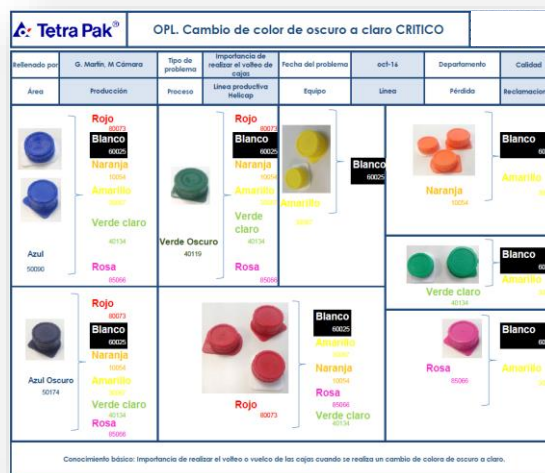 Tetra Pak®
OPL. Cambio de color de oscuro a claro CRITICO
Rellenado por
G. Martin, M Cámara
Tipo de problema
Importancia de realizar el volteo de cajas
Fecha del problema
oct-16
Departamento
Calidad
Área
Producción
Proceso
Línea productiva Helicap
Equipo
Línea
Pérdida
Reclamacion
Rojo
80073
Blanco
60025
Naranja
10054
Amarillo
Verde claro
40134
Rosa
85066
Azul
50090
Rojo
80073
Blanco
60025
Naranja
10054
Amarillo
Verde claro
40134
Rosa
85066
Verde Oscuro
40119
Blanco
60025
Amarillo
Blanco
Amarillo
Naranja
10054
Blanco
Amarillo
Verde claro
40134
Rojo
80073
Blanco
60025
Naranja
10054
Amarillo
Verde claro
40134
Rosa
85066
Azul Oscuro
50174
Blanco
60025
Amarillo
Naranja
10054
Rosa
85066
Verde claro
40134
Rojo
80073
Blanco
Amarillo
Rosa
85066
Conocimiento básico: Importancia de realizar el volteo o vuelco de las cajas cuando se realiza un cambio de colora de oscuro a claro.